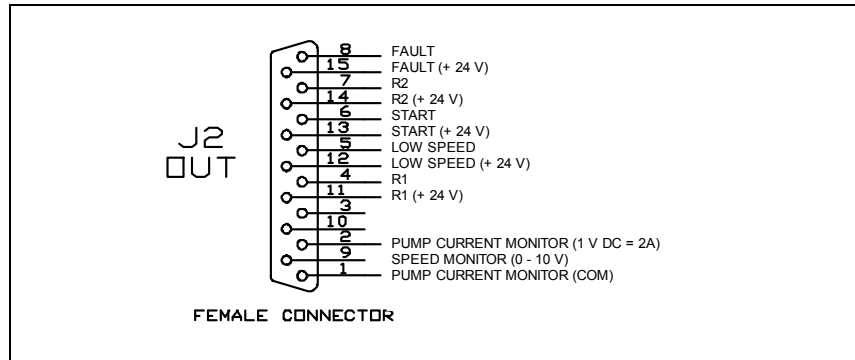 J2
OUT
8 FAULT
15 FAULT (+ 24 V)
7 R2
14 R2 (+ 24 V)
6 START
13 START (+ 24 V)
5 LOW SPEED
12 LOW SPEED (+ 24 V)
4 R1
11 R1 (+ 24 V)
3
10
2 PUMP CURRENT MONITOR (1 V DC = 2A)
9 SPEED MONITOR (0 - 10 V)
1 PUMP CURRENT MONITOR (COM)
FEMALE CONNECTOR